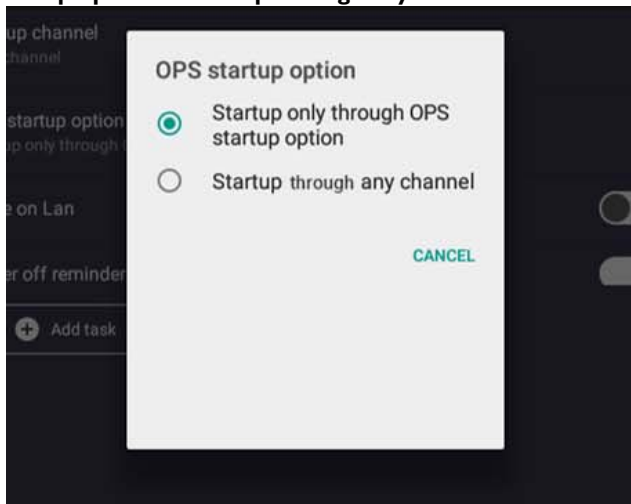 up channel
channel
startup option
up only through
e on Lan
er off reminder
Add task
OPS startup option
Startup only through OPS
startup option
Startup through any channel
CANCEL